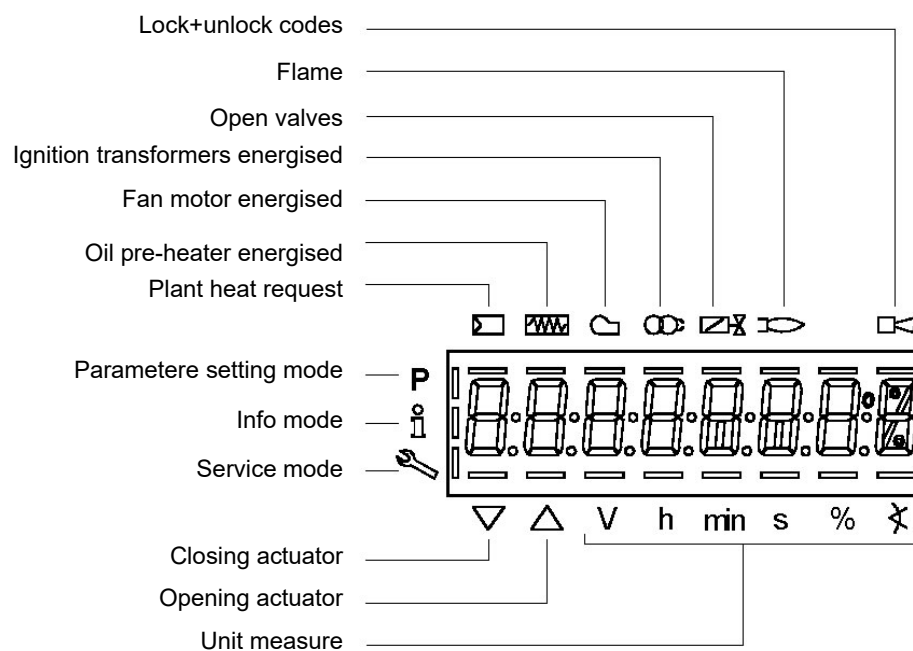 Lock+unlock codes
Flame
Open valves
Ignition transformers energised
Fan motor energised
Oil pre-heater energised
Plant heat request
Parametere setting mode
P
Info mode
i
Service mode
V h min s %
Closing actuator
Opening actuator
Unit measure